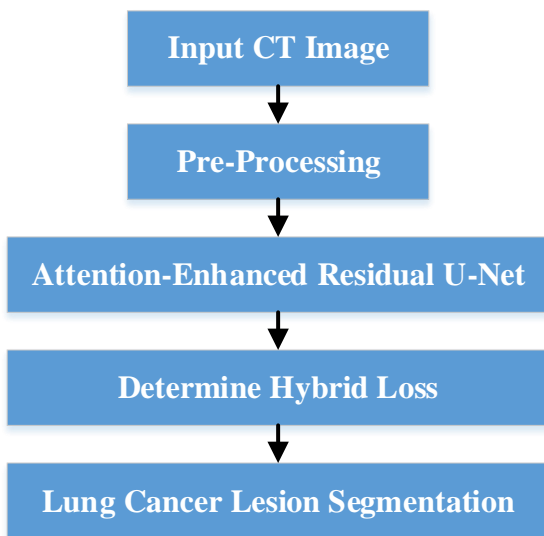 Input CT Image
Pre-Processing
Attention-Enhanced Residual U-Net
Determine Hybrid Loss
Lung Cancer Lesion Segmentation